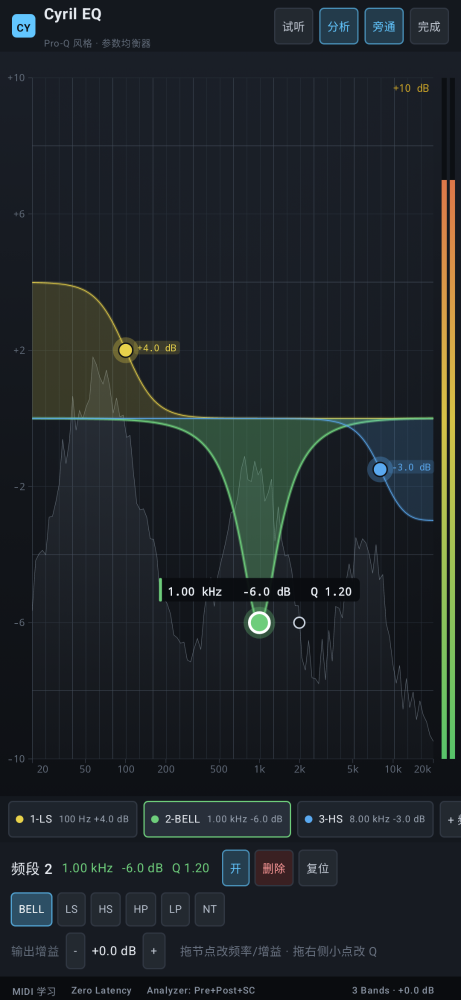 CY
Cyril EQ
Pro-Q 风格 · 参数均衡器
试听
分析
旁通
完成
+10
+10 dB
+6
+2
+4.0 dB
-2
-3.0 dB
1.00 kHz -6.0 dB Q 1.20
-6
-10
20 50 100 200 500 1k 2k 5k 10k 20k
1-LS 100 Hz +4.0 dB
2-BELL 1.00 kHz -6.0 dB
3-HS 8.00 kHz -3.0 dB
+
频段 2 1.00 kHz -6.0 dB Q 1.20
开
删除
复位
BELL LS HS HP LP NT
输出增益 - +0.0 dB + 拖节点改频率/增益 · 拖右侧小点改 Q
MIDI 学习 Zero Latency Analyzer: Pre+Post+SC 3 Bands · +0.0 dB